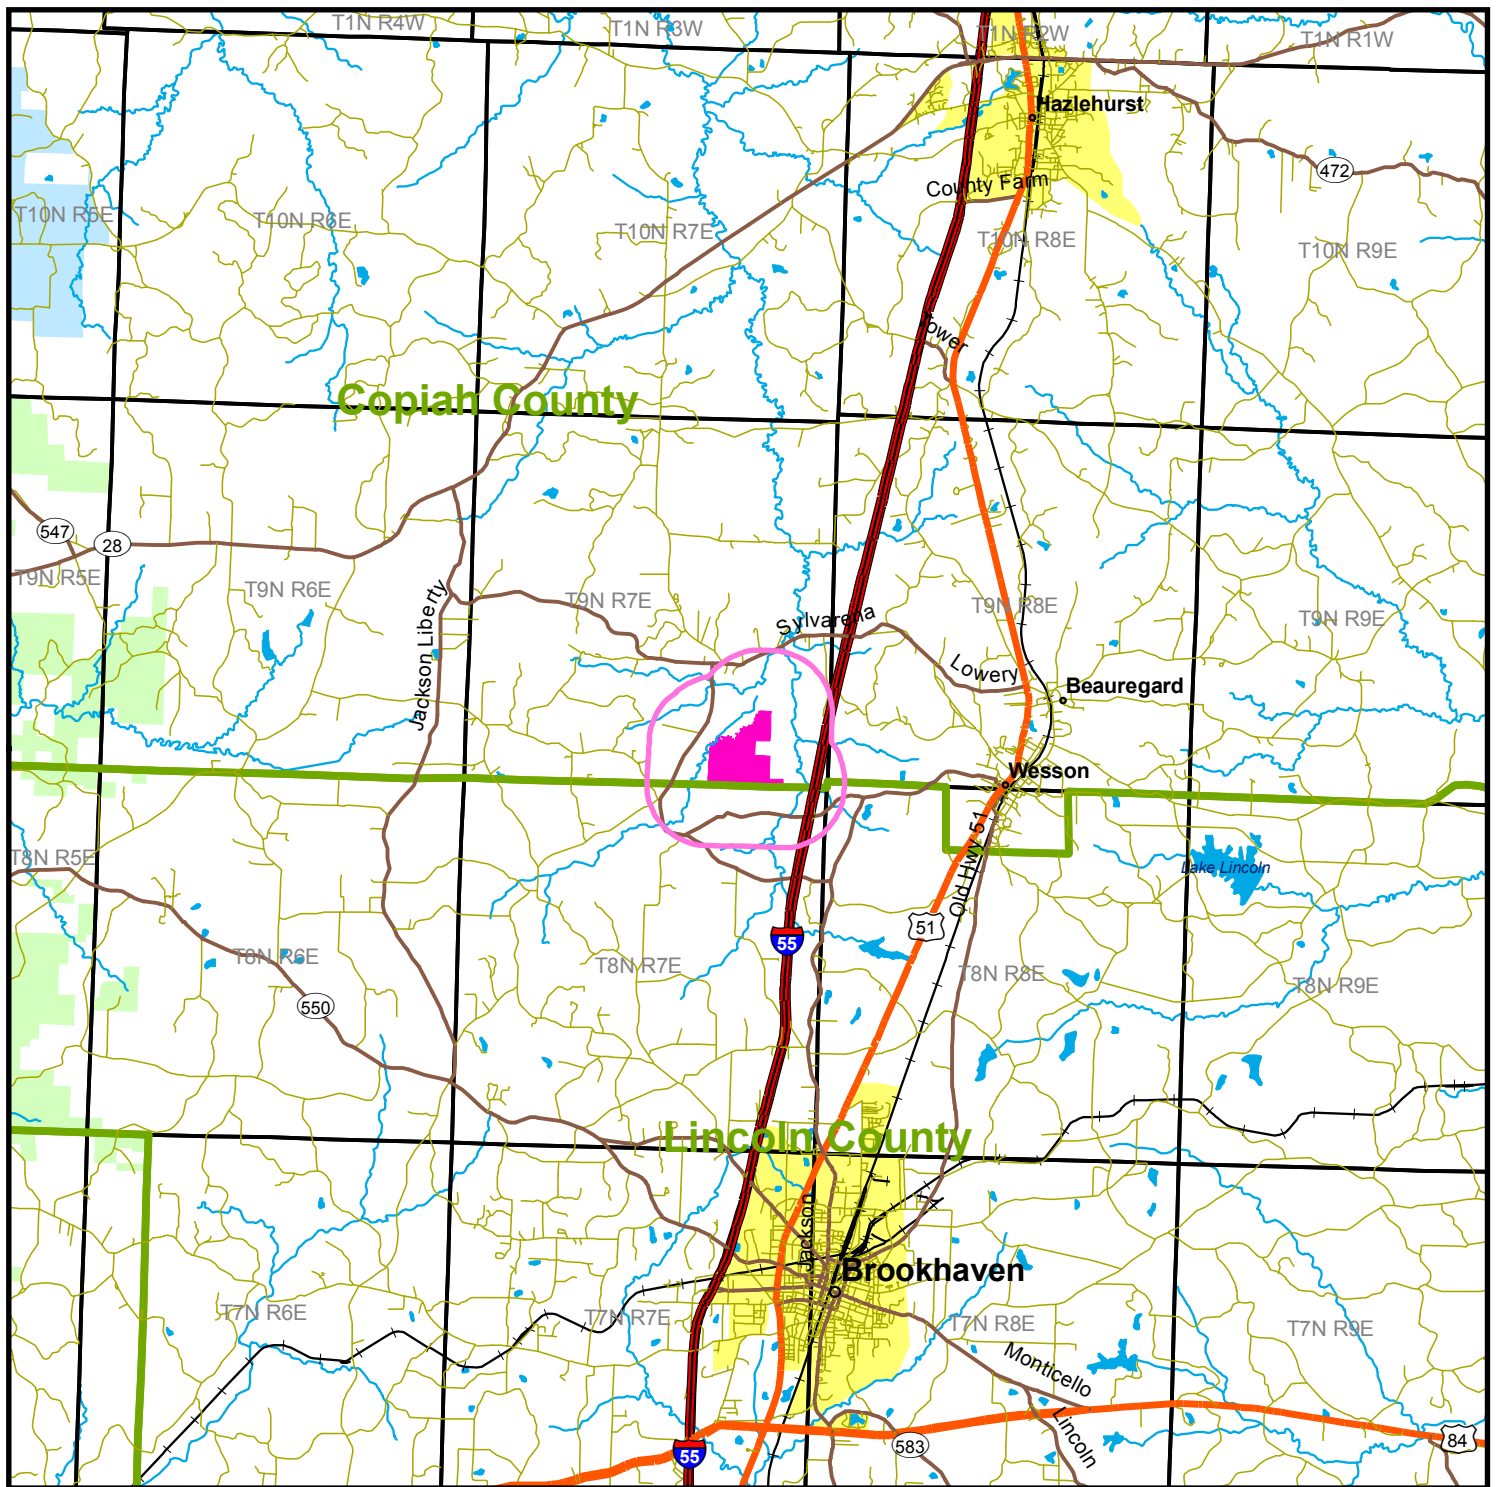 T1N R4W
T1N R3W
T1N R2W
T1N R1W
Hazlehurst
472
County Farm
T10N R5E
T10N R6E
T10N R7E
T10N R8E
T10N R9E
Tower
Copiah County
547
28
T9N R5E
T9N R6E
T9N R7E
T9N R8E
T9N R9E
Jackson Liberty
Sylvarena
Lowery
Beauregard
Wesson
Old Hwy 51
T8N R5E
Lake Lincoln
51
55
T8N R6E
T8N R7E
T8N R8E
T8N R9E
550
Lincoln County
Jackson
Brookhaven
T7N R6E
T7N R7E
T7N R8E
T7N R9E
Monticello
Lincoln
583
84
55